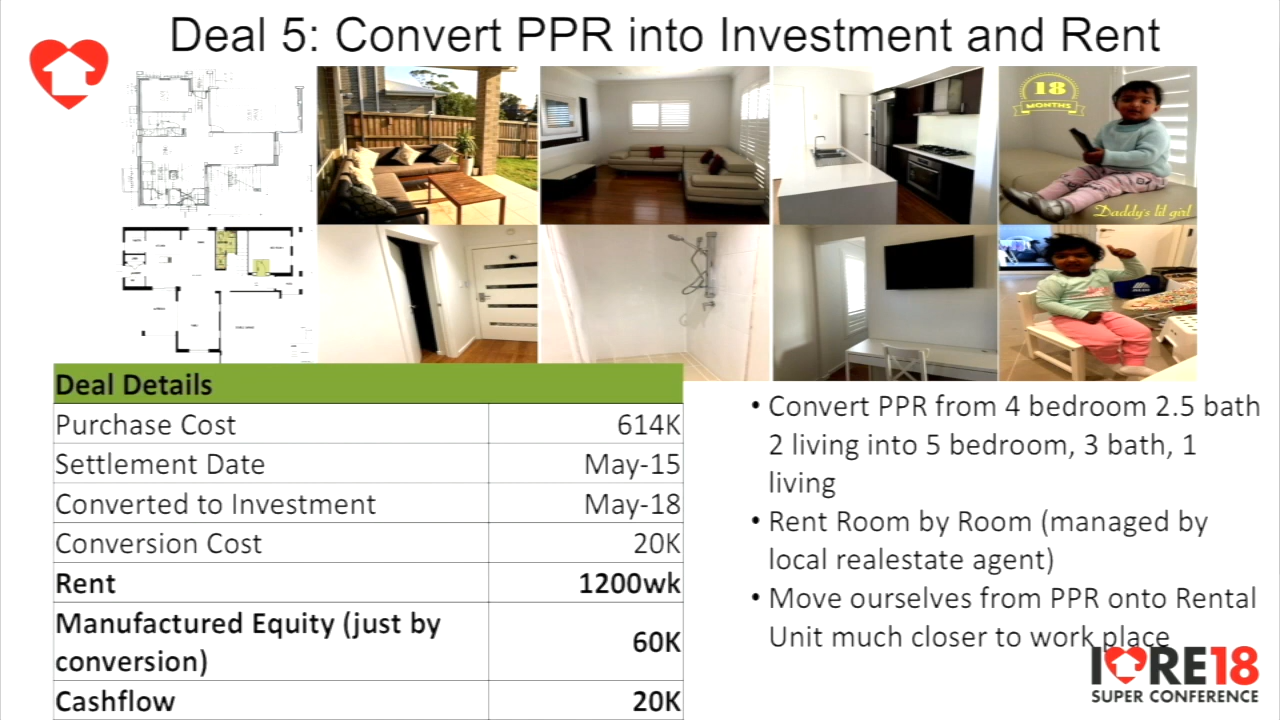 Deal 5: Convert PPR into Investment and Rent
18
MONTHS
Daddy's lil girl
Deal Details
Purchase Cost 614K
Settlement Date May-15
Converted to Investment May-18
Conversion Cost 20K
Rent 1200wk
Manufactured Equity (just by
conversion) 60K
Cashflow 20K
• Convert PPR from 4 bedroom 2.5 bath
2 living into 5 bedroom, 3 bath, 1
living
• Rent Room by Room (managed by
local realestate agent)
• Move ourselves from PPR onto Rental
Unit much closer to work place
I RE18
SUPER CONFERENCE